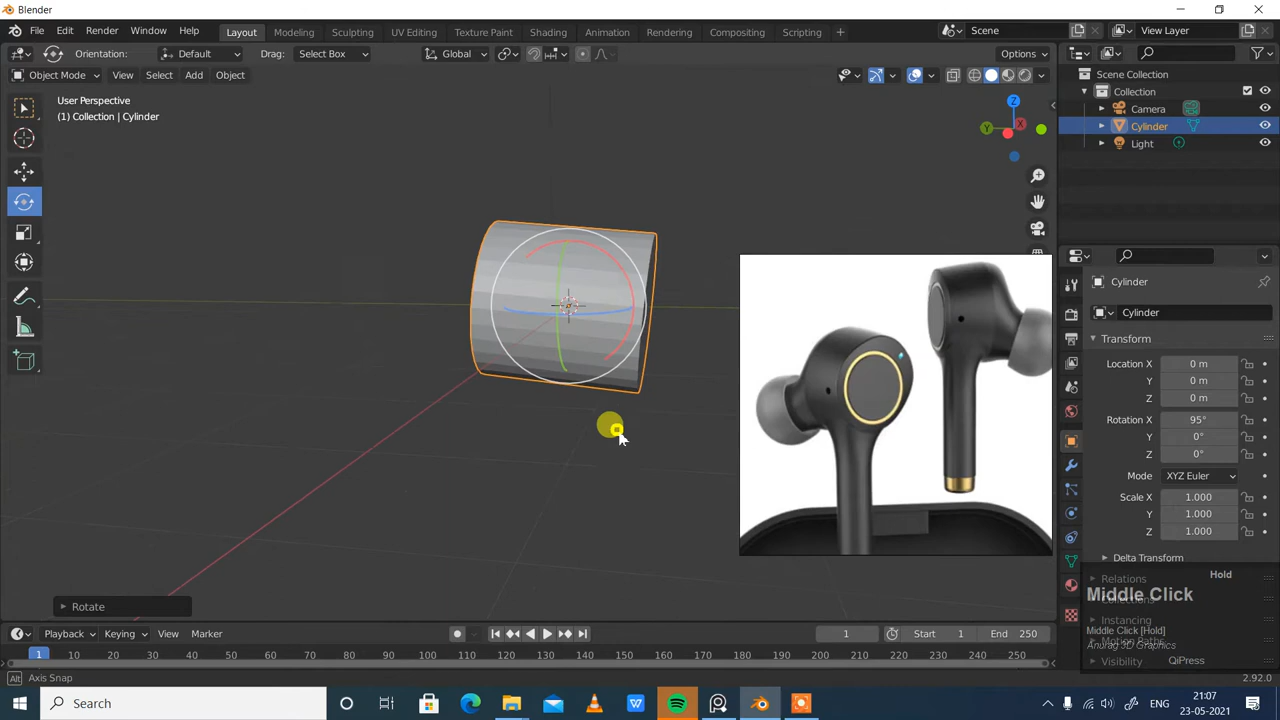 Blender
File Edit Render Window Help Layout Modeling Sculpting UV Editing Texture Paint Shading Animation Rendering Compositing Scripting Scene View Layer
Orientation: Default Drag: Select Box Global Options
Object Mode View Select Add Object
User Perspective
(1) Collection | Cylinder
Z
Y
X
Scene Collection
Collection
Camera
Cylinder
Light
Cylinder
Cylinder
Transform
Location X 0 m
Y 0 m
Z 0 m
Rotation X 95°
Y 0°
Z 0°
Mode XYZ Euler
Scale X 1.000
Y 1.000
Z 1.000
Delta Transform
Relations
Hold
Middle Click
Instancing
Middle Click [Hold]
Anurag 3D Graphics
Visibility
QiPress
Rotate
Playback Keying View Marker 1 Start 1 End 250
1 10 20 30 40 50 60 70 80 90 100 110 120 130 140 150 160 170 180 190 200 210 220 230 240 250
Alt Axis Snap 2.92.0
Search
ENG
21:07
23-05-2021